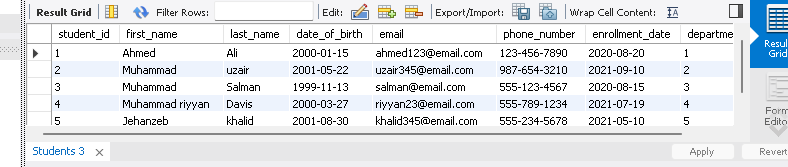 Result Grid Filter Rows: Edit: Export/Import: Wrap Cell Content: IA
student_id first_name last_name date_of_birth email phone_number enrollment_date departme
1 Ahmed Ali 2000-01-15 ahmed123@email.com 123-456-7890 2020-08-20 1
2 Muhammad uzair 2001-05-22 uzair345@email.com 987-654-3210 2021-09-10 2
3 Muhammad Salman 1999-11-13 salman@email.com 555-123-4567 2020-08-15 3
4 Muhammad riyyan Davis 2000-03-27 riyyan23@email.com 555-789-1234 2021-07-19 4
5 Jehanzeb khalid 2001-08-30 khalid345@email.com 555-234-5678 2021-05-10 5
Resu
Grid
Form
Editor
Students 3 Apply Revert